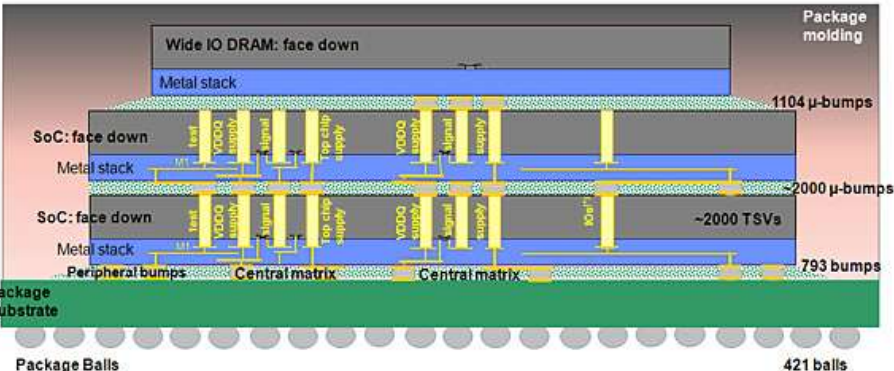 Package
molding
Wide IO DRAM: face down
Metal stack
1104 µ-bumps
SoC: face down
test
VDDQ
supply
signal
Top chip
supply
VDDQ
supply
signal
supply
M1
Metal stack
~2000 µ-bumps
SoC: face down
test
VDDQ
supply
signal
Top chip
supply
VDDQ
supply
signal
supply
~2000 TSVs
M1
Metal stack
793 bumps
Peripheral bumps
Central matrix
Central matrix
ackage
ubstrate
Package Balls
421 balls